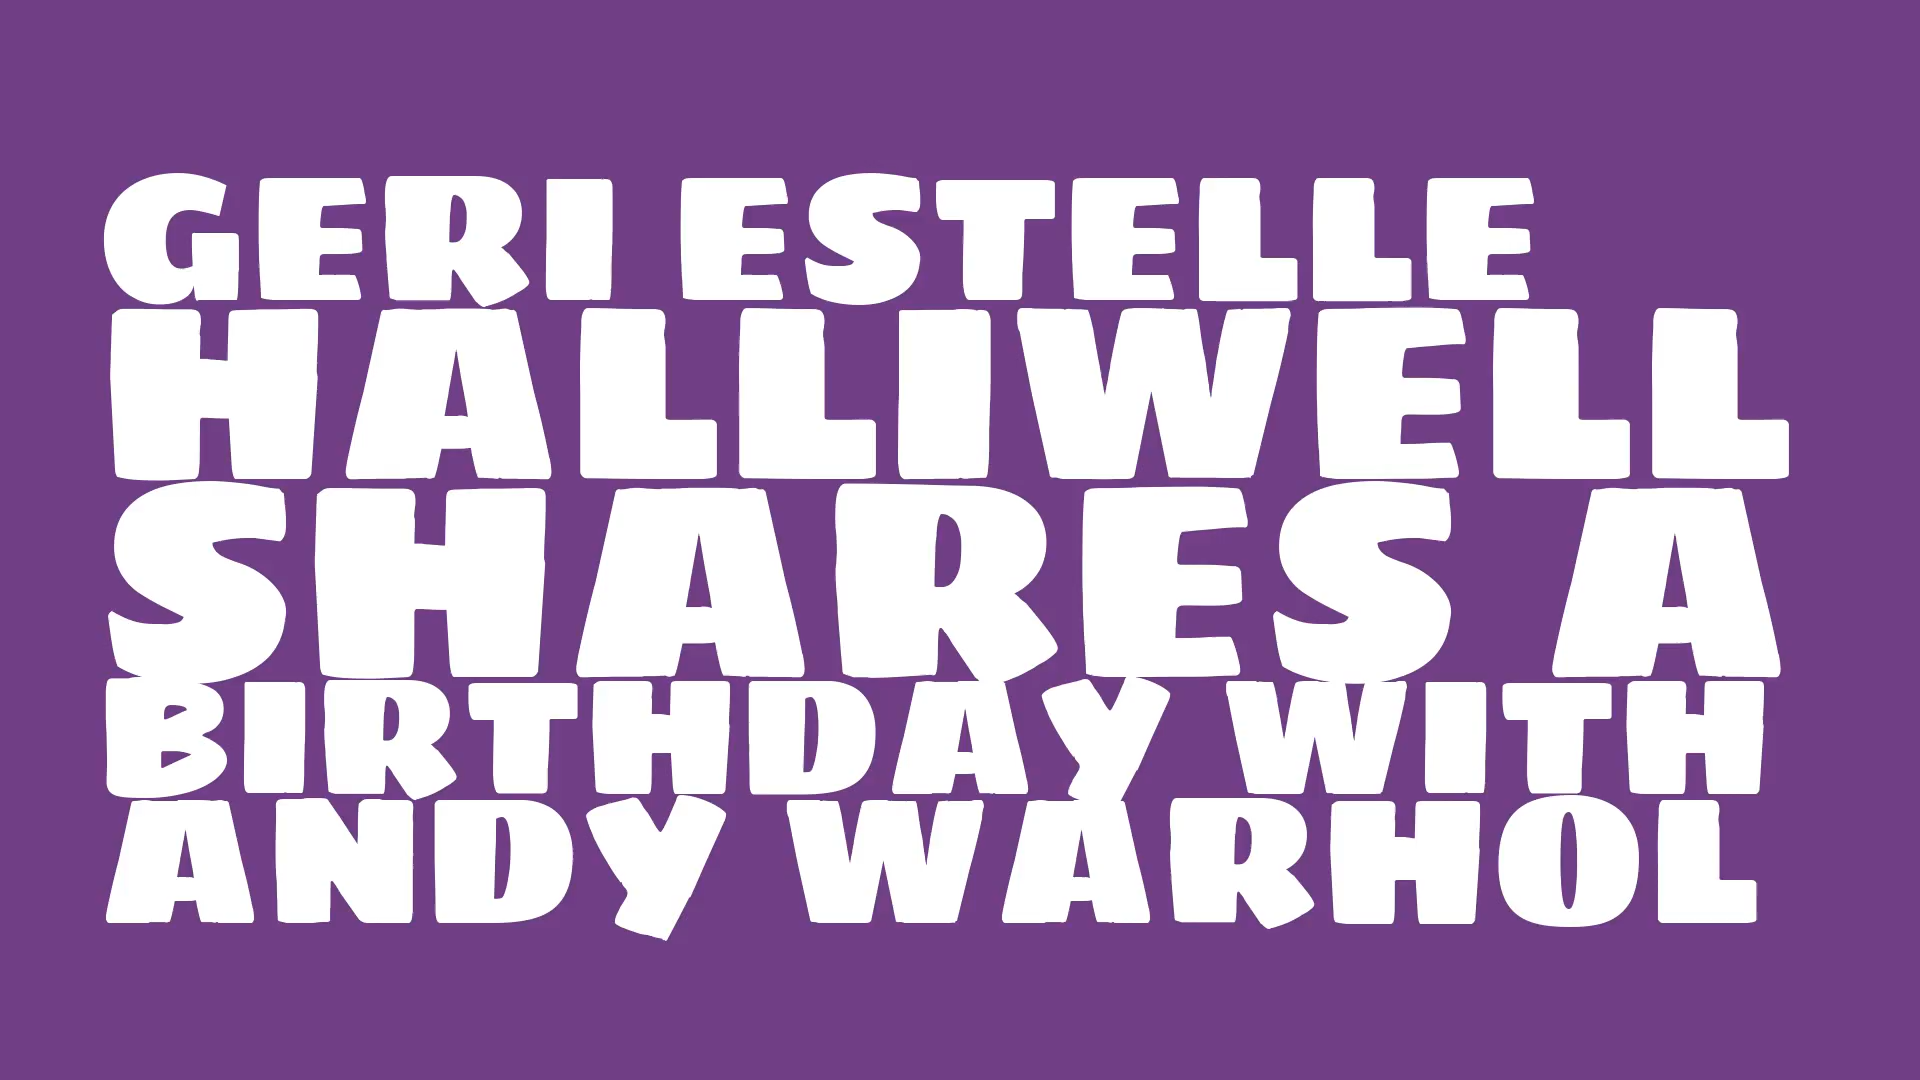 GERI ESTELLE
HALLIWELL
SHARES A
BIRTHDAY WITH
ANDY WARHOL